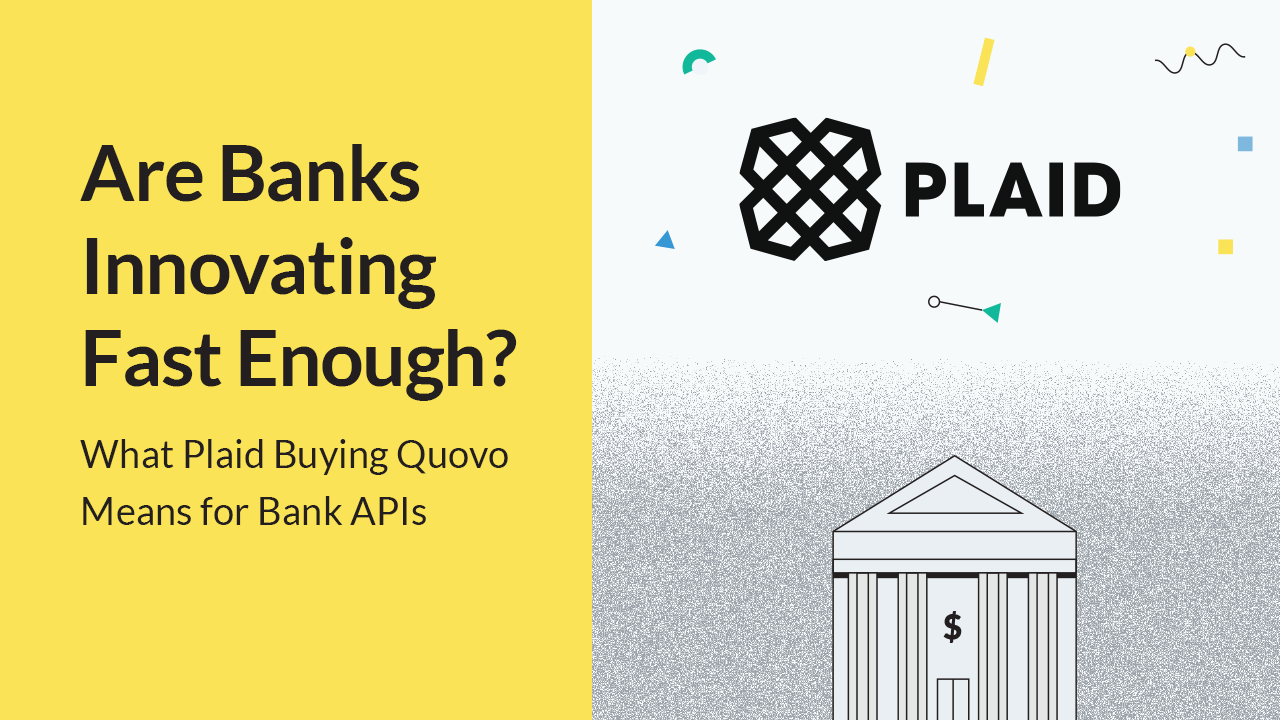 Are Banks
Innovating
Fast Enough?
What Plaid Buying Quovo
Means for Bank APIs
PLAID
$